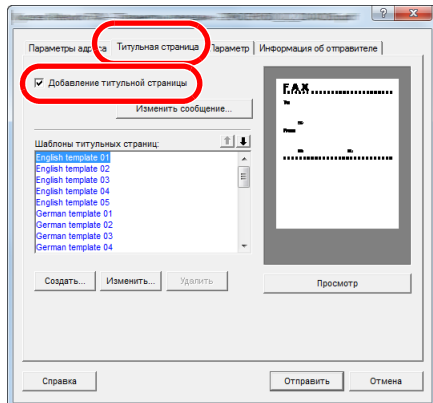 Параметры адреса Титульная страница Параметр Информация об отправителе
Добавление титульной страницы
Изменить сообщение...
Шаблоны титульных страниц:
English template 01
English template 02
English template 03
English template 04
English template 05
German template 01
German template 02
German template 03
German template 04
Создать... Изменить... Удалить
FAX
To:
From:
Просмотр
Справка Отправить Отмена